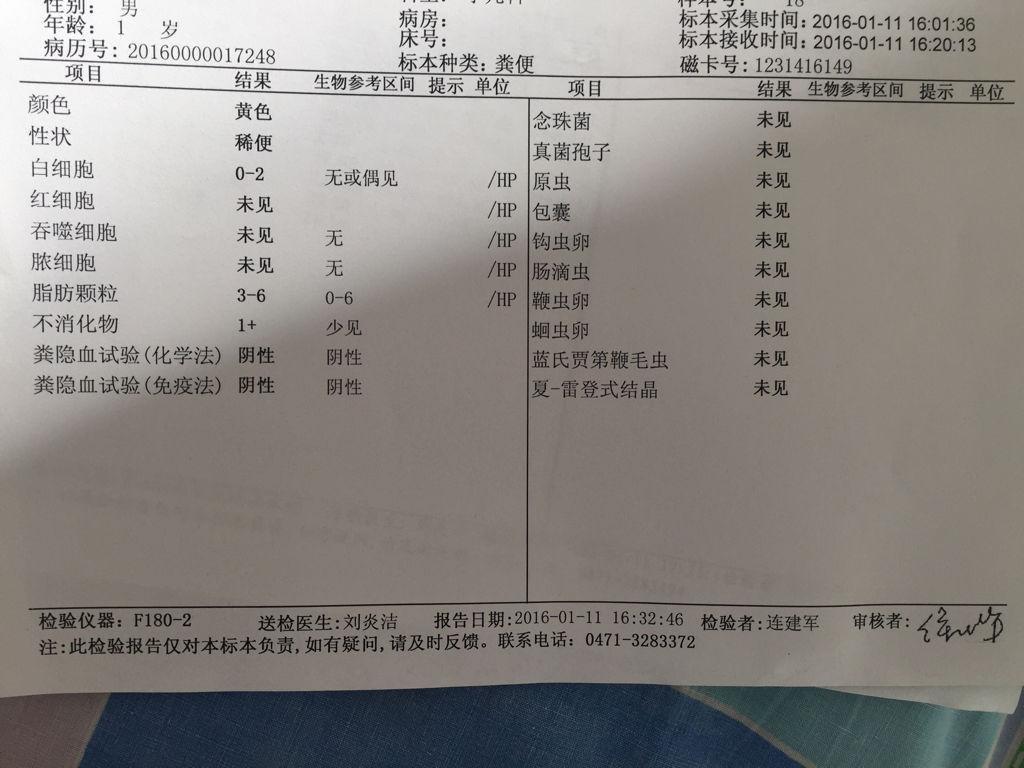 性别： 男
年龄： 1 岁
病历号：20160000017248
病房：
床号：
标本种类：粪便
18
标本采集时间：2016-01-11 16:01:36
标本接收时间：2016-01-11 16:20:13
磁卡号：1231416149
项目 结果 生物参考区间 提示 单位 项目 结果 生物参考区间 提示 单位
颜色 黄色
性状 稀便
白细胞 0-2 无或偶见 /HP
红细胞 未见 /HP
吞噬细胞 未见 无 /HP
脓细胞 未见 无 /HP
脂肪颗粒 3-6 0-6 /HP
不消化物 1+ 少见
粪隐血试验(化学法) 阴性 阴性
粪隐血试验(免疫法) 阴性 阴性
念珠菌 未见
真菌孢子 未见
原虫 未见
包囊 未见
钩虫卵 未见
肠滴虫 未见
鞭虫卵 未见
蛔虫卵 未见
蓝氏贾第鞭毛虫 未见
夏-雷登式结晶 未见
检验仪器：F180-2 送检医生:刘炎洁 报告日期:2016-01-11 16:32:46 检验者:连建军 审核者:
注:此检验报告仅对本标本负责,如有疑问,请及时反馈。联系电话：0471-3283372